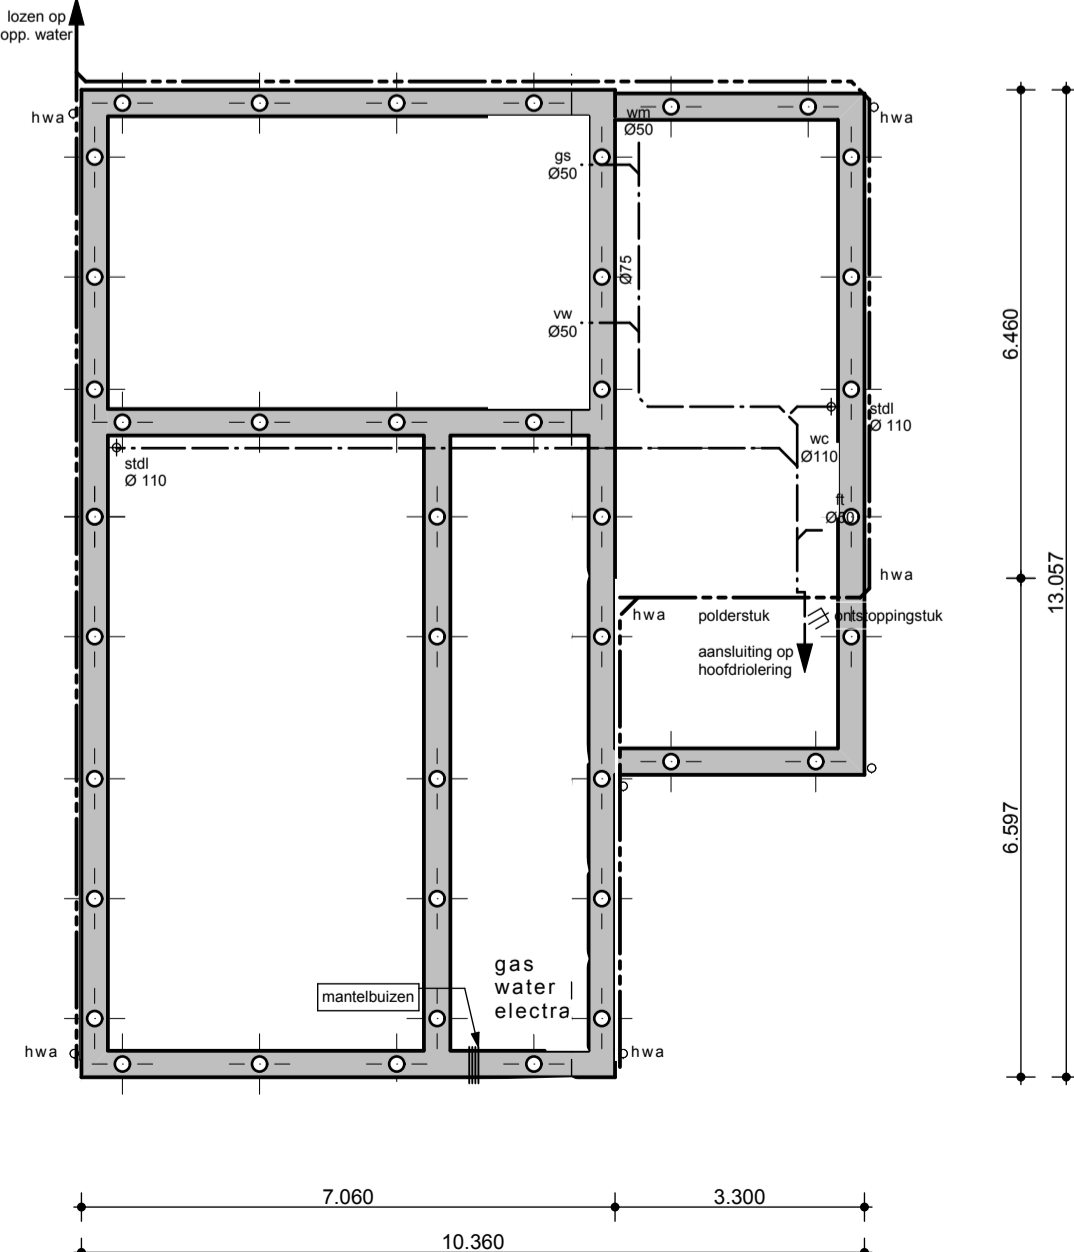 lozen op
opp. water
hwa
wm
Ø50
hwa
gs
Ø50
Ø75
vw
Ø50
6.460
stdl
Ø 110
wc
Ø110
stdl
Ø 110
ft
Ø50
13.057
hwa
hwa
polderstuk
ontstoppingstuk
aansluiting op
hoofdriolering
6.597
gas
water
electra
mantelbuizen
hwa
hwa
7.060
3.300
10.360